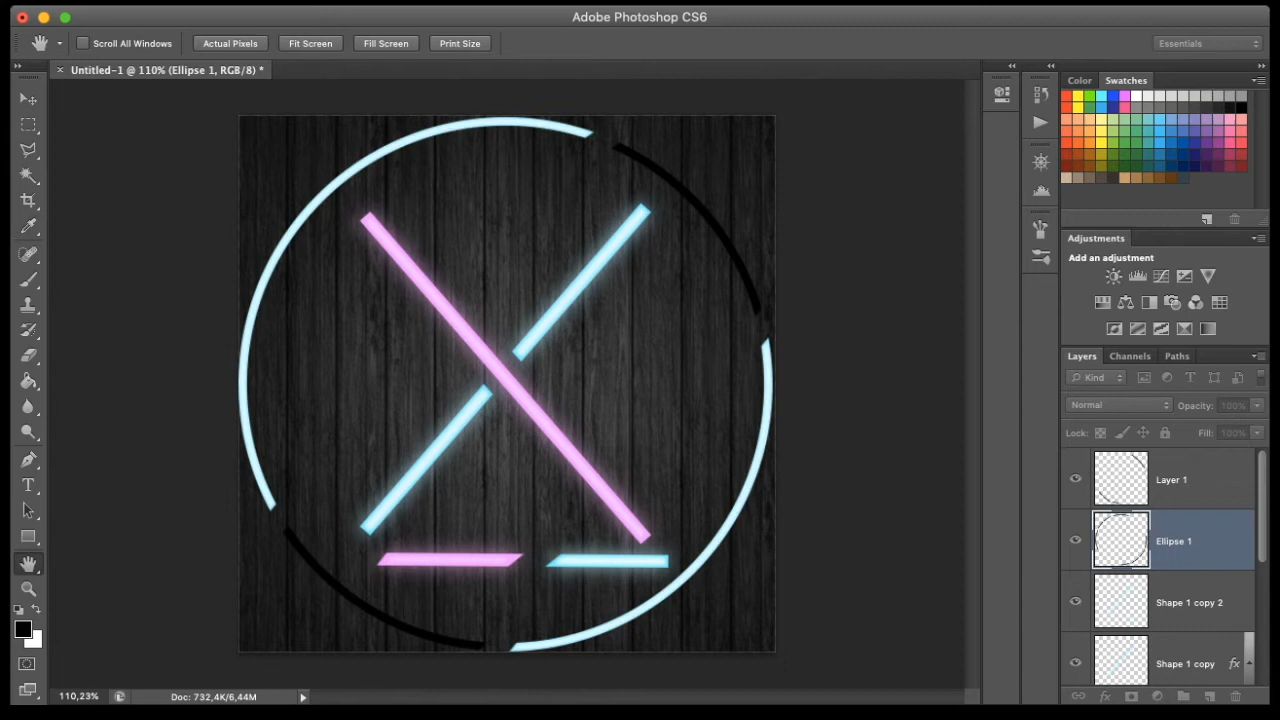 Adobe Photoshop CS6
Scroll All Windows
Actual Pixels
Fit Screen
Fill Screen
Print Size
Essentials
Untitled-1 @ 110% (Ellipse 1, RGB/8) *
Color
Swatches
Adjustments
Add an adjustment
Layers
Channels
Paths
Kind
Normal
Opacity: 100%
Lock:
Fill: 100%
Layer 1
Ellipse 1
Shape 1 copy 2
Shape 1 copy
fx
110,23%
Doc: 732,4K/6,44M